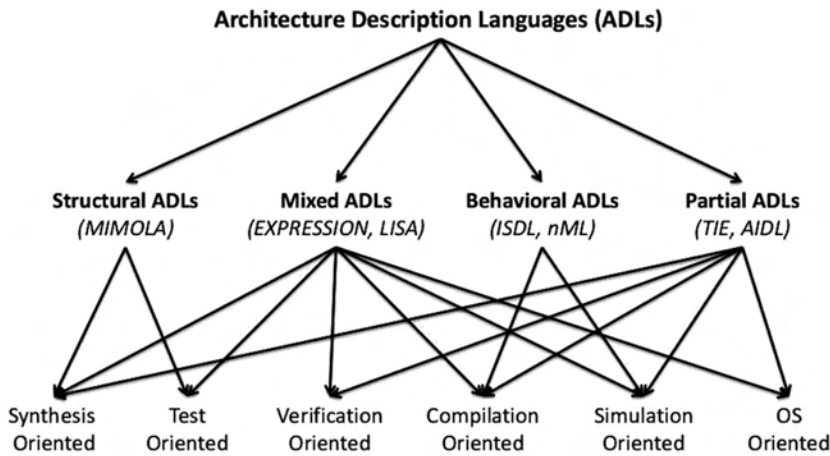 Architecture Description Languages (ADLs)
Structural ADLs
(MIMOLA)
Mixed ADLs
(EXPRESSION, LISA)
Behavioral ADLs
(ISDL, nML)
Partial ADLs
(TIE, AIDL)
Synthesis
Oriented
Test
Oriented
Verification
Oriented
Compilation
Oriented
Simulation
Oriented
OS
Oriented